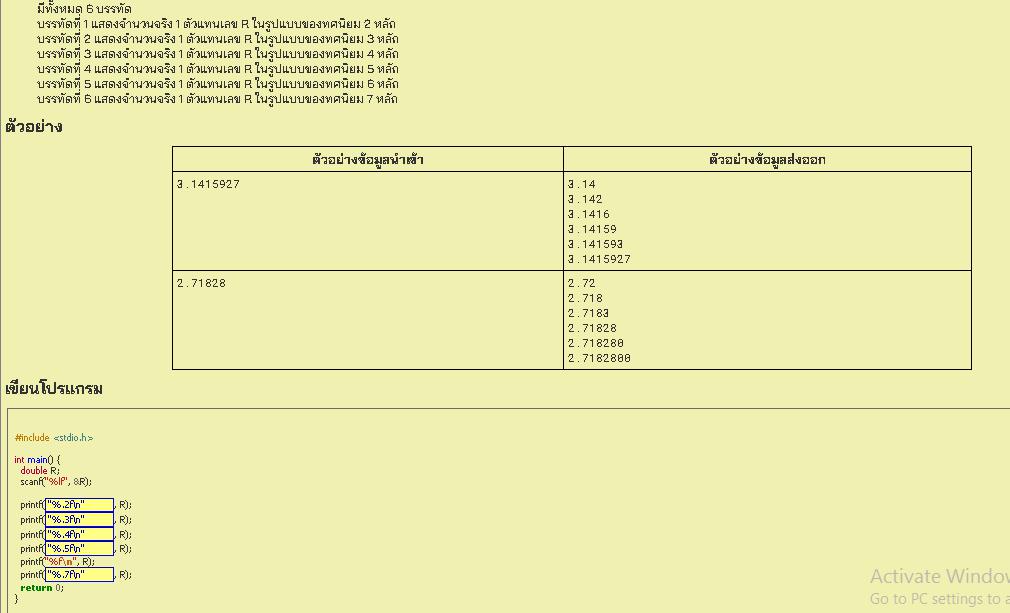 มีทั้งหมด 6 บรรทัด
บรรทัดที่ 1 แสดงจำนวนจริง 1 ตัวแทนเลข R ในรูปแบบของทศนิยม 2 หลัก
บรรทัดที่ 2 แสดงจำนวนจริง 1 ตัวแทนเลข R ในรูปแบบของทศนิยม 3 หลัก
บรรทัดที่ 3 แสดงจำนวนจริง 1 ตัวแทนเลข R ในรูปแบบของทศนิยม 4 หลัก
บรรทัดที่ 4 แสดงจำนวนจริง 1 ตัวแทนเลข R ในรูปแบบของทศนิยม 5 หลัก
บรรทัดที่ 5 แสดงจำนวนจริง 1 ตัวแทนเลข R ในรูปแบบของทศนิยม 6 หลัก
บรรทัดที่ 6 แสดงจำนวนจริง 1 ตัวแทนเลข R ในรูปแบบของทศนิยม 7 หลัก
ตัวอย่าง
ตัวอย่างข้อมูลนำเข้า ตัวอย่างข้อมูลส่งออก
3.1415927 3.14
3.142
3.1416
3.14159
3.141593
3.1415927
2.71828 2.72
2.718
2.7183
2.71828
2.718280
2.7182800
เขียนโปรแกรม
#include <stdio.h>
int main() {
double R;
scanf("%lf", &R);
printf("%.2f\n", R);
printf("%.3f\n", R);
printf("%.4f\n", R);
printf("%.5f\n", R);
printf("%f\n", R);
printf("%.7f\n", R);
return 0;
}
Activate Window
Go to PC settings to a